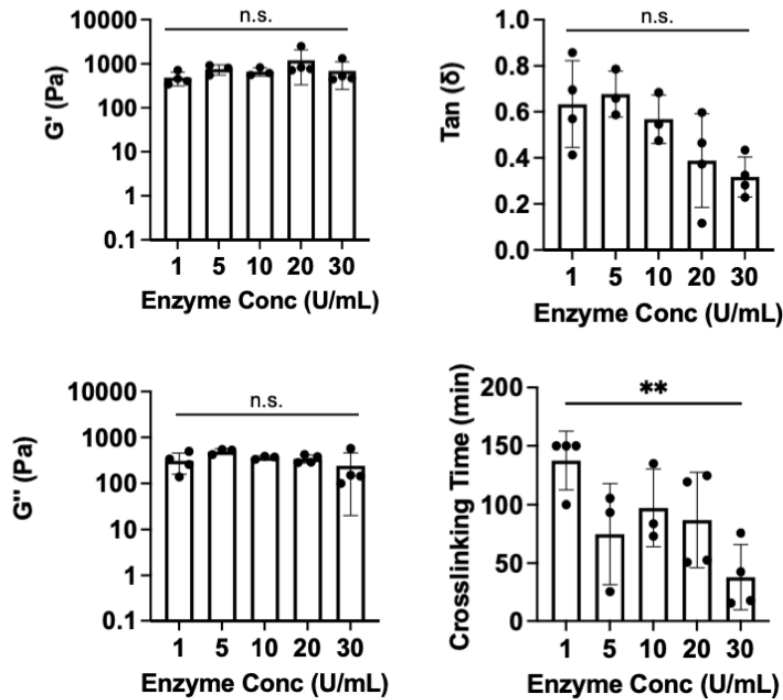 n.s.
G' (Pa)
10000
1000
100
10
1
0.1
1 5 10 20 30
Enzyme Conc (U/mL)
n.s.
Tan (δ)
1.0
0.8
0.6
0.4
0.2
0.0
1 5 10 20 30
Enzyme Conc (U/mL)
n.s.
G'' (Pa)
10000
1000
100
10
1
0.1
1 5 10 20 30
Enzyme Conc (U/mL)
**
Crosslinking Time (min)
200
150
100
50
0
1 5 10 20 30
Enzyme Conc (U/mL)